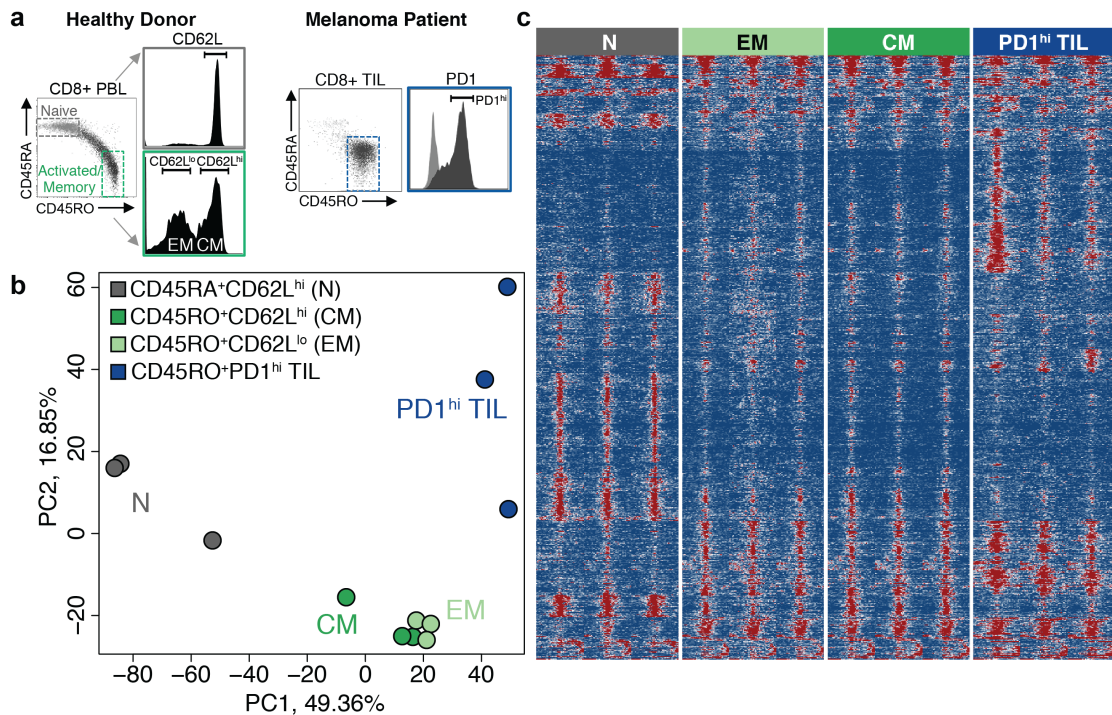 a
Healthy Donor
CD62L
CD8+ PBL
Naive
CD45RA
Activated/
Memory
CD45RO
CD62Lˡᵒ CD62Lʰⁱ
EM CM
Melanoma Patient
CD8+ TIL
CD45RA
CD45RO
PD1
PD1ʰⁱ
b
CD45RA⁺CD62Lʰⁱ (N)
CD45RO⁺CD62Lʰⁱ (CM)
CD45RO⁺CD62Lˡᵒ (EM)
CD45RO⁺PD1ʰⁱ TIL
PD1ʰⁱ TIL
N
CM
EM
PC2, 16.85%
60
40
20
0
−20
−80 −60 −40 −20 0 20 40
PC1, 49.36%
c
N EM CM PD1ʰⁱ TIL